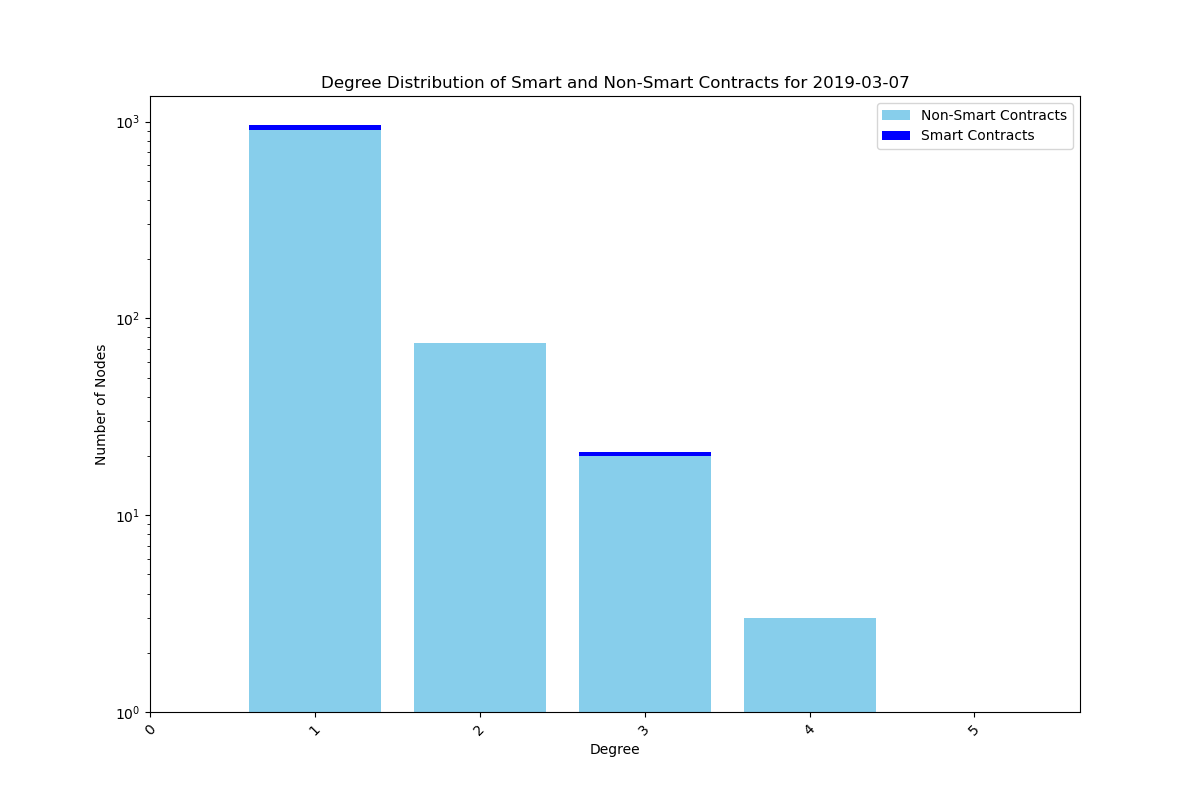 Degree Distribution of Smart and Non-Smart Contracts for 2019-03-07
Non-Smart Contracts
Smart Contracts
Number of Nodes
10³
10²
10¹
10⁰
0 1 2 3 4 5
Degree